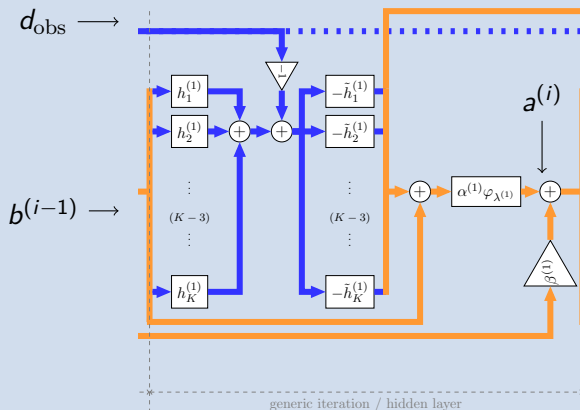 d_obs
−1
h_1^(1)
−h̃_1^(1)
a^(i)
h_2^(1)
+
+
−h̃_2^(1)
b^(i−1)
⋮
(K − 3)
⋮
⋮
(K − 3)
⋮
+
α^(1)φ_λ^(1)
+
β^(1)
h_K^(1)
−h̃_K^(1)
generic iteration / hidden layer